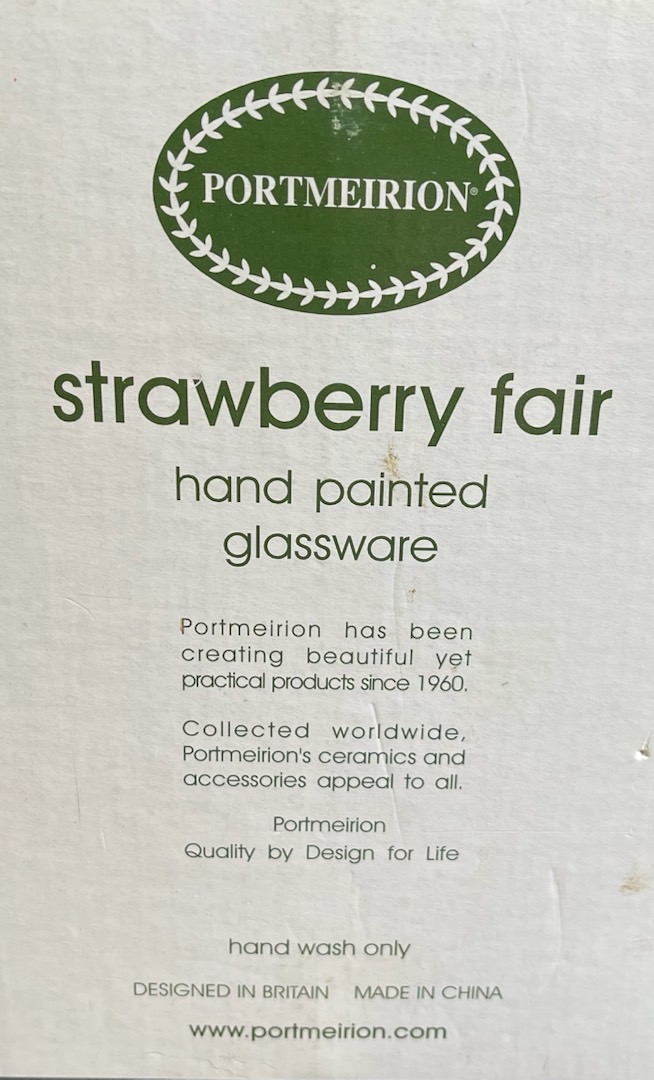 PORTMEIRION®
strawberry fair
hand painted
glassware
Portmeirion has been
creating beautiful yet
practical products since 1960.
Collected worldwide,
Portmeirion's ceramics and
accessories appeal to all.
Portmeirion
Quality by Design for Life
hand wash only
DESIGNED IN BRITAIN MADE IN CHINA
www.portmeirion.com